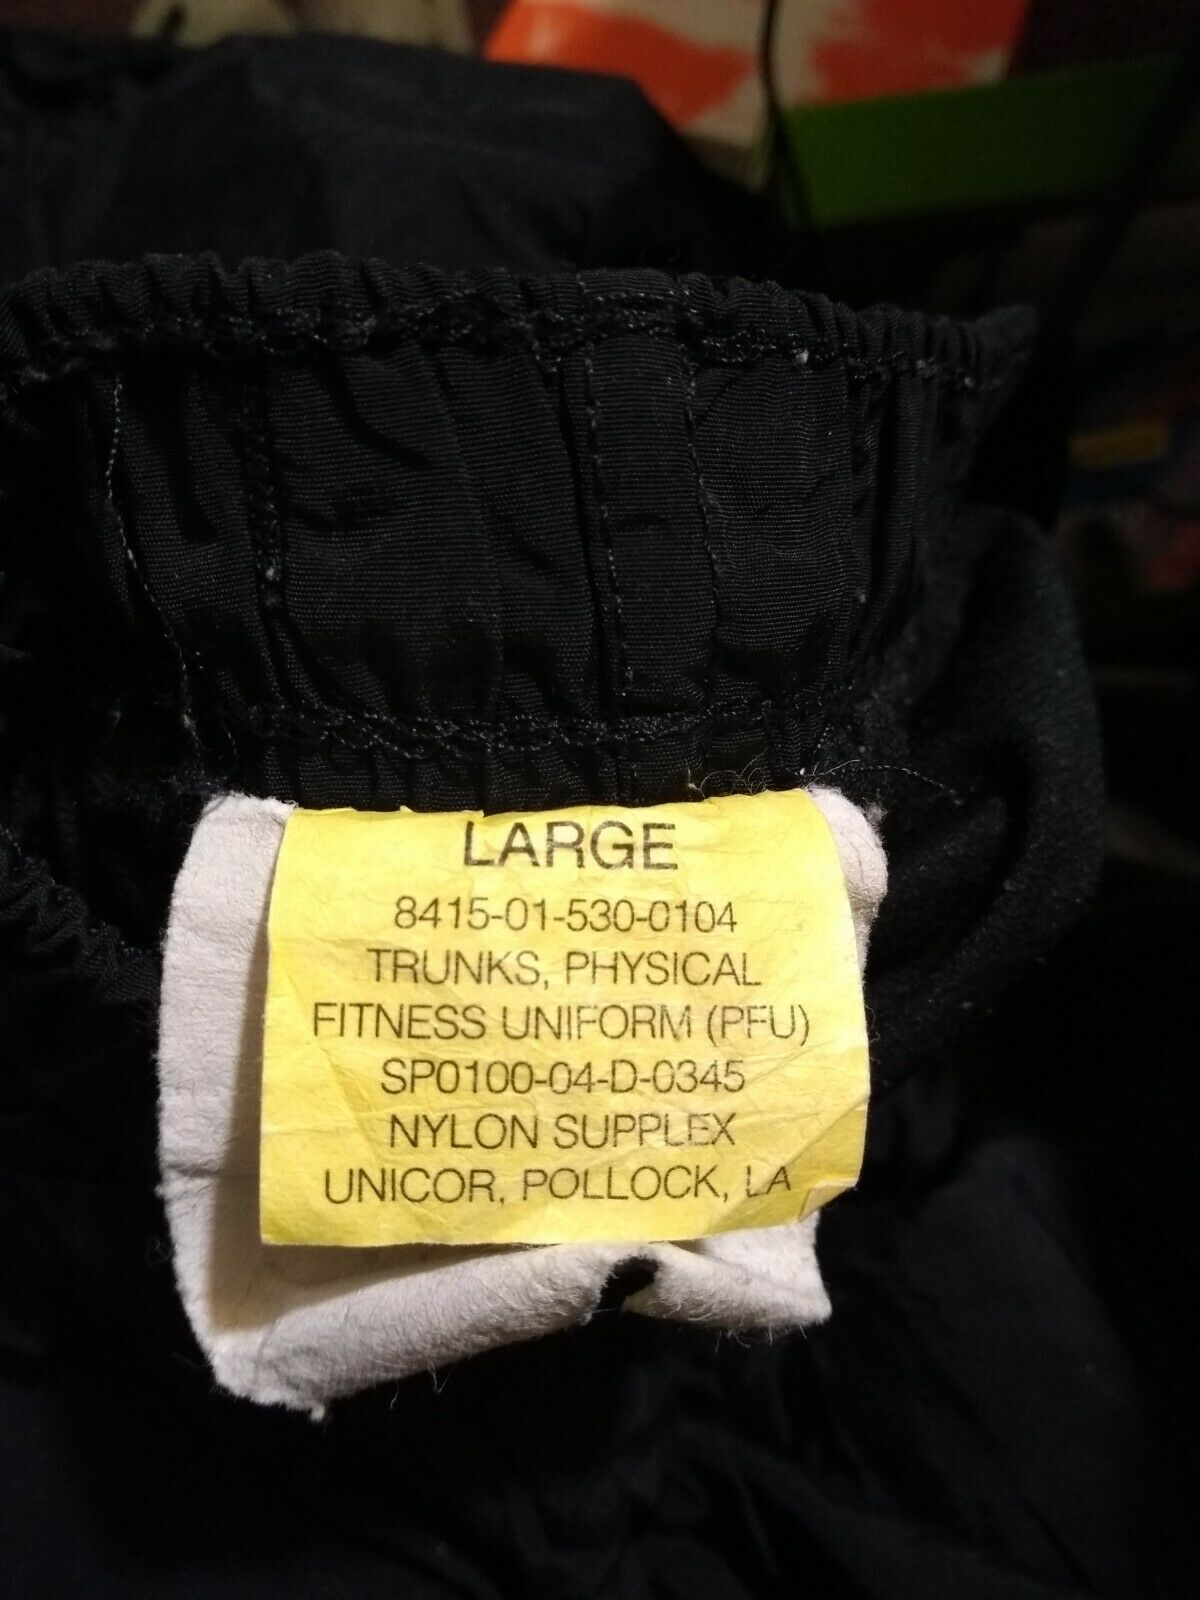 LARGE
8415-01-530-0104
TRUNKS, PHYSICAL
FITNESS UNIFORM (PFU)
SP0100-04-D-0345
NYLON SUPPLEX
UNICOR, POLLOCK, LA